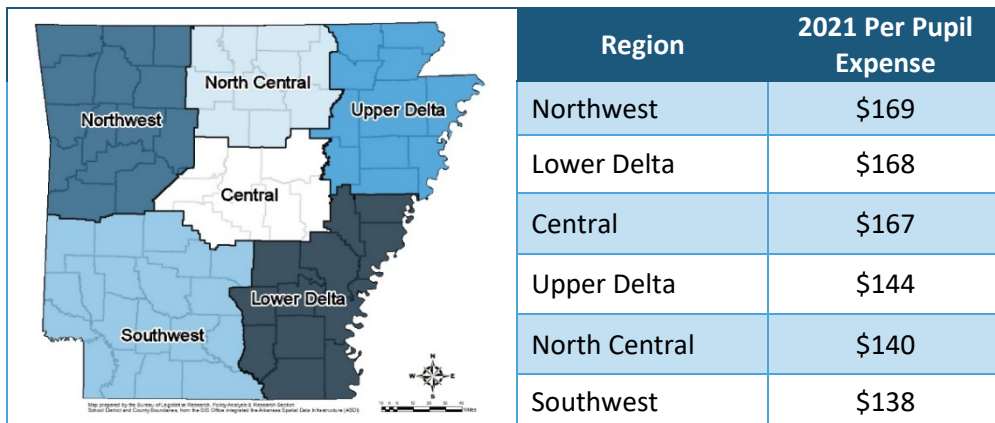 North Central
Upper Delta
Northwest
Central
Lower Delta
Southwest
N
W E
S
Map prepared by the Bureau of Legislative Research, Policy Analysis & Research Section
School District and County Boundaries, from the GIS Office integrated the Arkansas Spatial Data Infrastructure (ASDI)
Miles
Region 2021 Per Pupil
Expense
Northwest $169
Lower Delta $168
Central $167
Upper Delta $144
North Central $140
Southwest $138